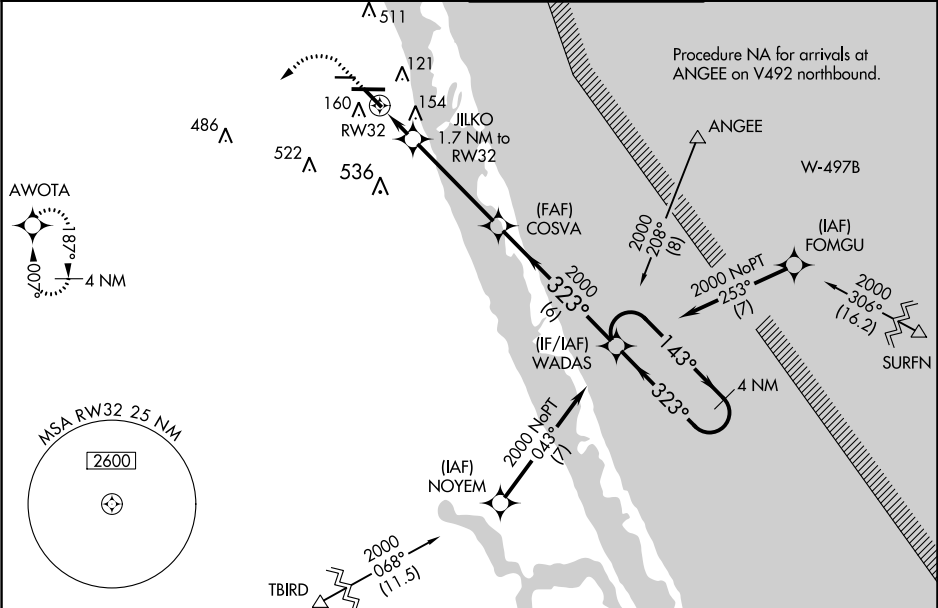 511
Procedure NA for arrivals at
ANGEE on V492 northbound.
121
160
154
RW32
JILKO
1.7 NM to
RW32
ANGEE
486
522
536
W-497B
AWOTA
187°
007°
4 NM
(FAF)
COSVA
2000
208°
(8)
(IAF)
FOMGU
2000 NoPT
253°
(7)
2000
306°
(16.2)
SURFN
2000
323°
(6)
(IF/IAF)
WADAS
143°
323°
4 NM
MSA RW32 25 NM
2600
2000 NoPT
043°
(7)
(IAF)
NOYEM
2000
068°
(11.5)
TBIRD